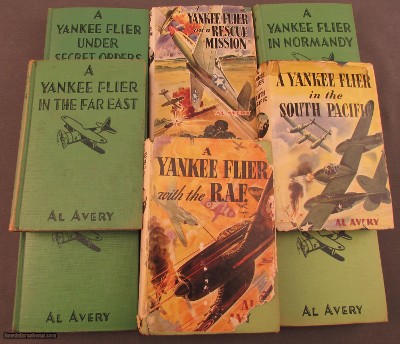 A
YANKEE FLIER
UNDER
SECRET ORDERS
A
YANKEE FLIER
on a RESCUE
MISSION
AL AVERY
A
YANKEE FLIER
IN NORMANDY
A
YANKEE FLIER
IN THE FAR EAST
AL AVERY
A YANKEE FLIER
in the
SOUTH PACIFIC
AL AVERY
A
YANKEE FLIER
with the R.A.F.
AL
AL AVERY
AL AVERY